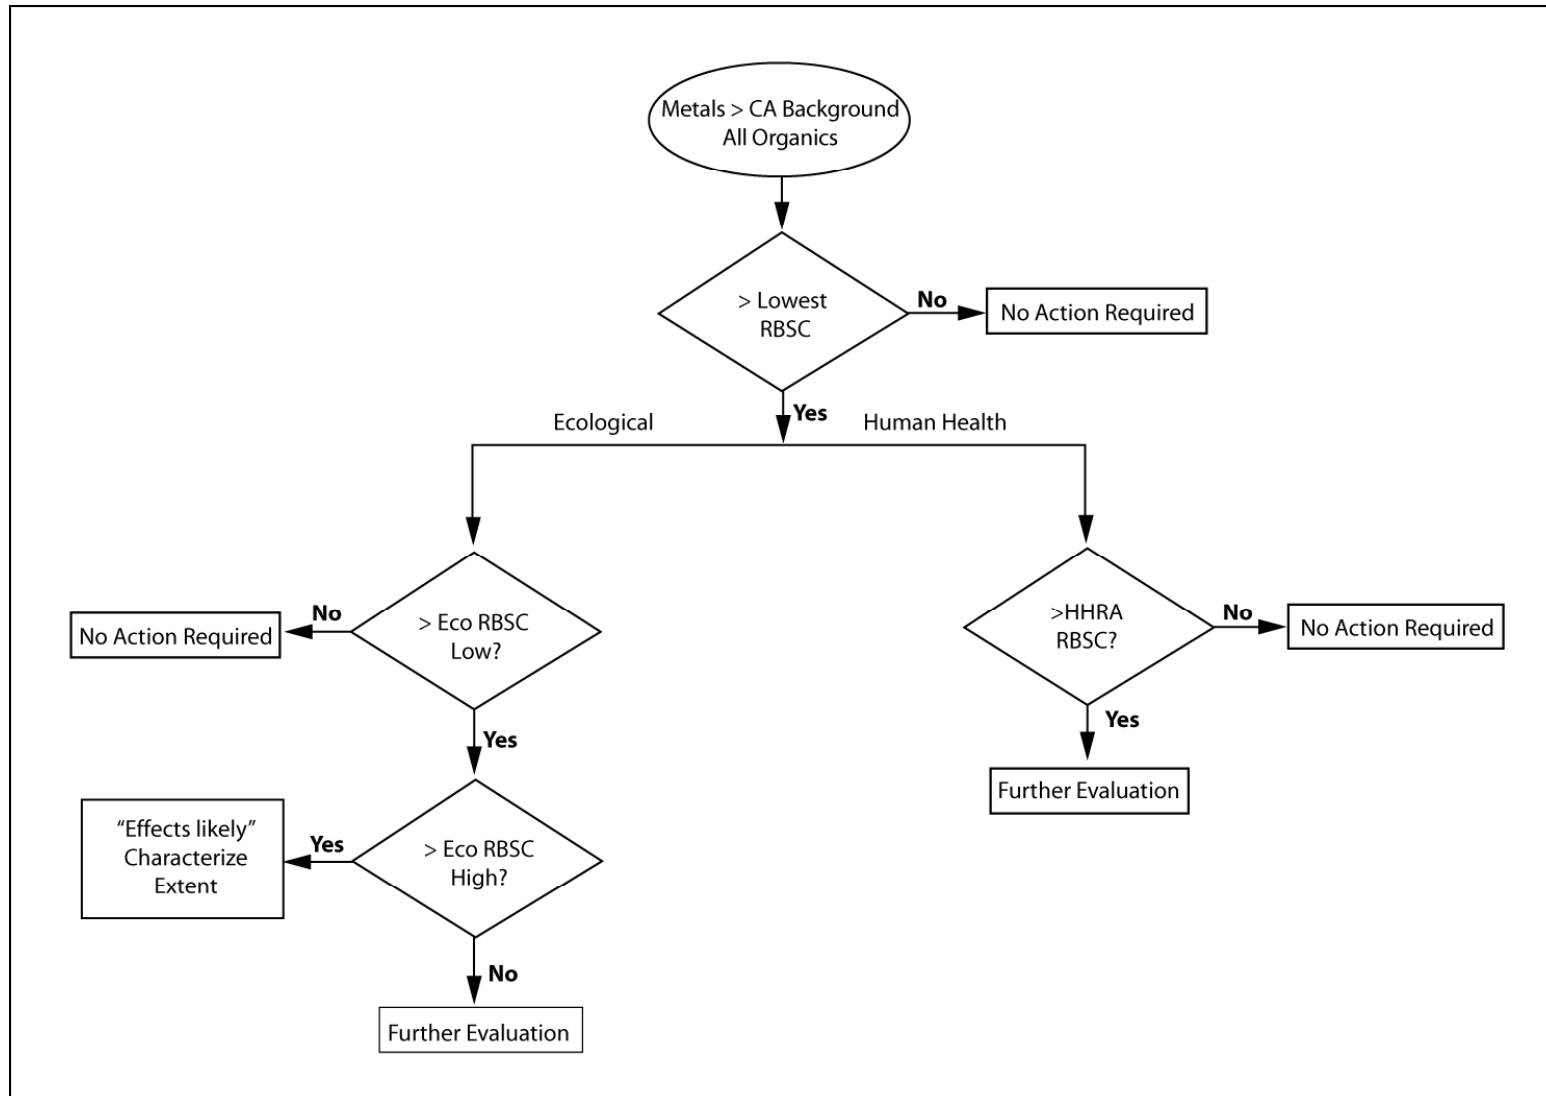 Metals > CA Background
All Organics
> Lowest
RBSC
No
No Action Required
Yes
Ecological
Human Health
> Eco RBSC
Low?
No
No Action Required
>HHRA
RBSC?
No
No Action Required
Yes
Yes
Further Evaluation
> Eco RBSC
High?
Yes
“Effects likely”
Characterize
Extent
No
Further Evaluation